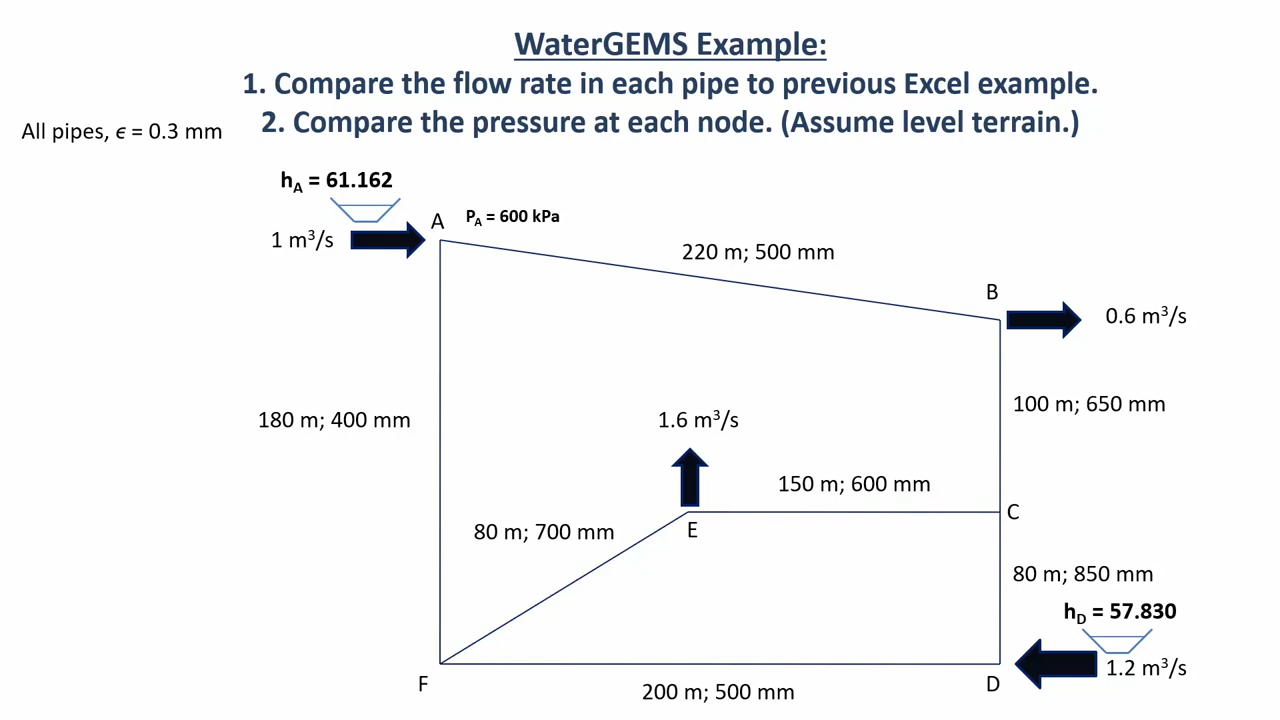 WaterGEMS Example:
1. Compare the flow rate in each pipe to previous Excel example.
2. Compare the pressure at each node. (Assume level terrain.)
All pipes, ϵ = 0.3 mm
hA = 61.162
A
PA = 600 kPa
1 m³/s
220 m; 500 mm
B
0.6 m³/s
180 m; 400 mm
1.6 m³/s
100 m; 650 mm
150 m; 600 mm
C
80 m; 700 mm
E
80 m; 850 mm
hD = 57.830
1.2 m³/s
F
200 m; 500 mm
D